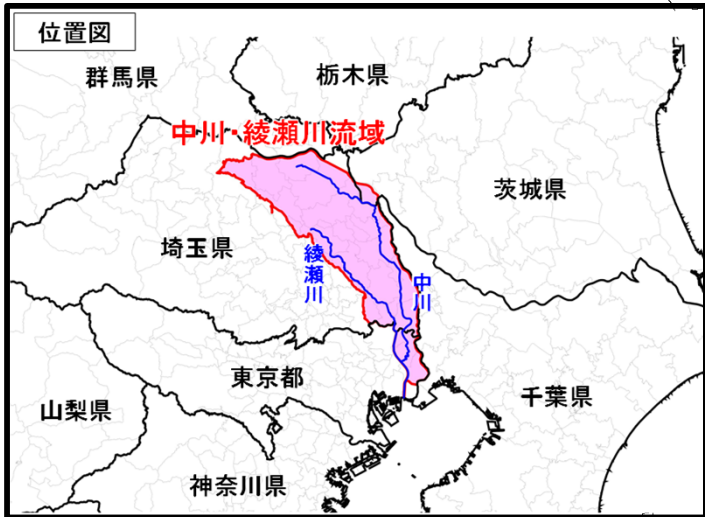 位置図
群馬県
栃木県
中川・綾瀬川流域
茨城県
埼玉県
綾瀬川
中川
東京都
千葉県
山梨県
神奈川県